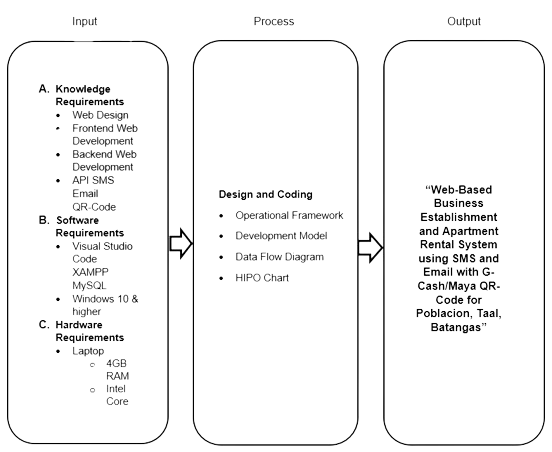 Input
Process
Output
A. Knowledge
Requirements
• Web Design
• Frontend Web
Development
• Backend Web
Development
• API SMS
Email
QR-Code
B. Software
Requirements
• Visual Studio
Code
XAMPP
MySQL
• Windows 10 &
higher
C. Hardware
Requirements
• Laptop
○ 4GB
RAM
○ Intel
Core
Design and Coding
• Operational Framework
• Development Model
• Data Flow Diagram
• HIPO Chart
“Web-Based
Business
Establishment
and Apartment
Rental System
using SMS and
Email with G-
Cash/Maya QR-
Code for
Poblacion, Taal,
Batangas”